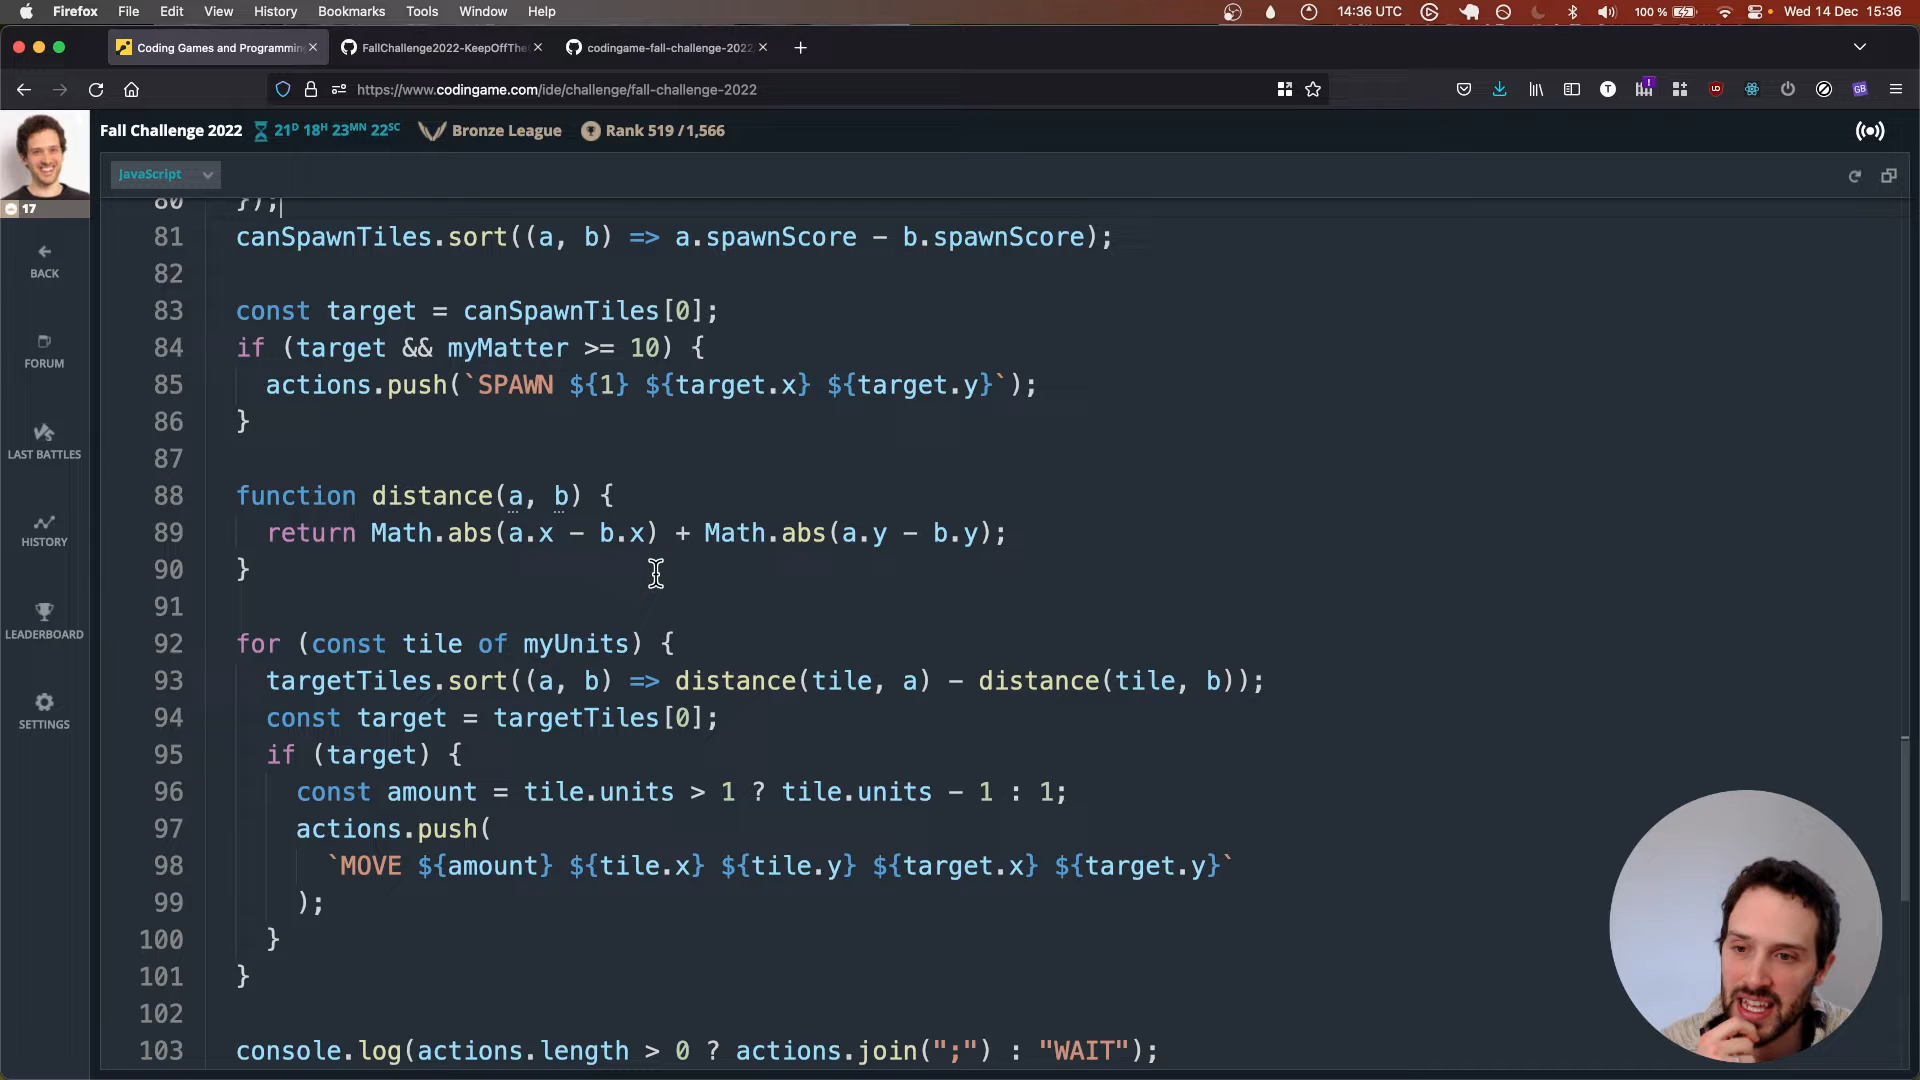 Firefox File Edit View History Bookmarks Tools Window Help 14:36 UTC 100 % Wed 14 Dec 15:36
Coding Games and Programmin FallChallenge2022-KeepOffThe codingame-fall-challenge-2022
https://www.codingame.com/ide/challenge/fall-challenge-2022
Fall Challenge 2022 21D 18H 23MN 22SC Bronze League Rank 519 / 1,566
JavaScript
17
BACK
FORUM
LAST BATTLES
HISTORY
LEADERBOARD
SETTINGS
80 });
81 canSpawnTiles.sort((a, b) => a.spawnScore - b.spawnScore);
82
83 const target = canSpawnTiles[0];
84 if (target && myMatter >= 10) {
85 actions.push(`SPAWN ${1} ${target.x} ${target.y}`);
86 }
87
88 function distance(a, b) {
89 return Math.abs(a.x - b.x) + Math.abs(a.y - b.y);
90 }
91
92 for (const tile of myUnits) {
93 targetTiles.sort((a, b) => distance(tile, a) - distance(tile, b));
94 const target = targetTiles[0];
95 if (target) {
96 const amount = tile.units > 1 ? tile.units - 1 : 1;
97 actions.push(
98 `MOVE ${amount} ${tile.x} ${tile.y} ${target.x} ${target.y}`
99 );
100 }
101 }
102
103 console.log(actions.length > 0 ? actions.join(";") : "WAIT");